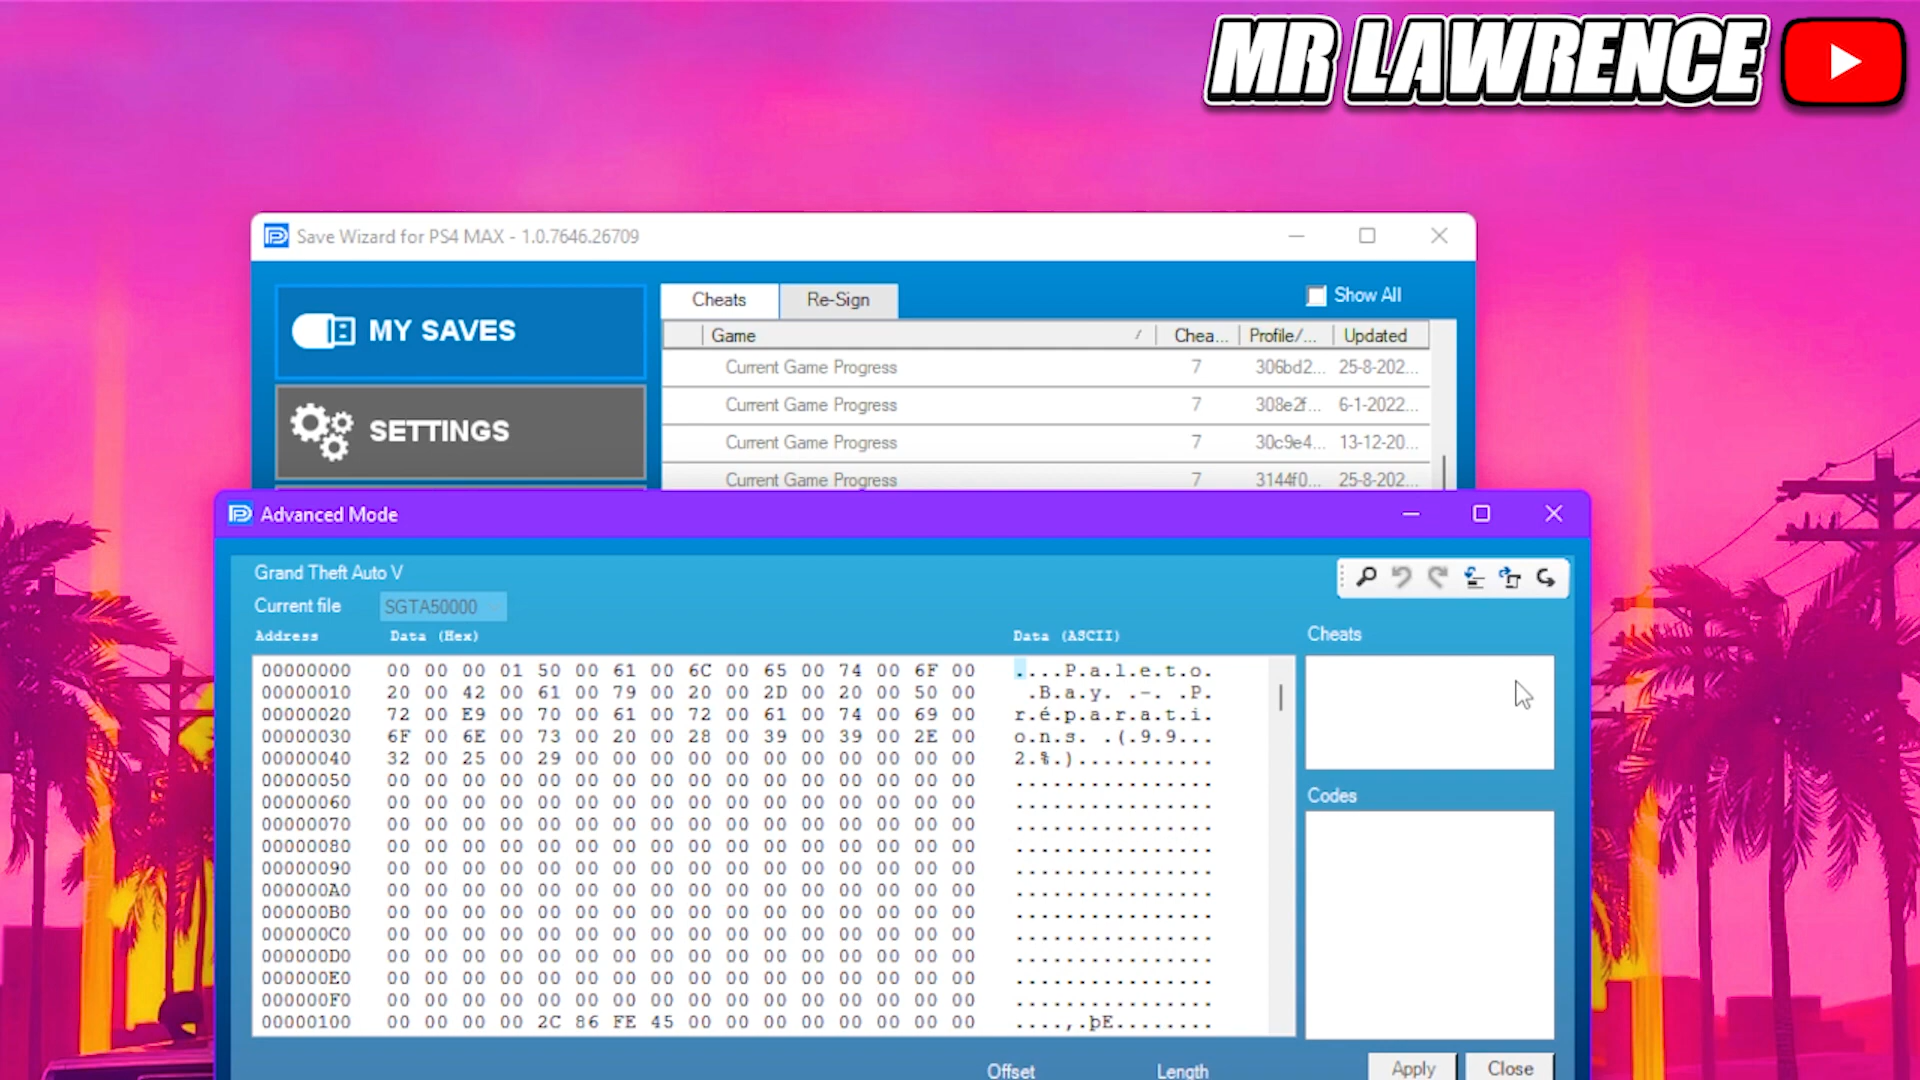 MR LAWRENCE
Save Wizard for PS4 MAX - 1.0.7646.26709
MY SAVES
SETTINGS
Cheats Re-Sign Show All
Game Chea... Profile/... Updated
Current Game Progress 7 306bd2... 25-8-202...
Current Game Progress 7 308e2f... 6-1-2022...
Current Game Progress 7 30c9e4... 13-12-20...
Current Game Progress 7 3144f0... 25-8-202...
Advanced Mode
Grand Theft Auto V
Current file SGTA50000
Address Data (Hex) Data (ASCII) Cheats
00000000 00 00 00 01 50 00 61 00 6C 00 65 00 74 00 6F 00 ....P.a.l.e.t.o.
00000010 20 00 42 00 61 00 79 00 20 00 2D 00 20 00 50 00 .B.a.y. .-. .P.
00000020 72 00 E9 00 70 00 61 00 72 00 61 00 74 00 69 00 r.é.p.a.r.a.t.i.
00000030 6F 00 6E 00 73 00 20 00 28 00 39 00 39 00 2E 00 o.n.s. .(.9.9...
00000040 32 00 25 00 29 00 00 00 00 00 00 00 00 00 00 00 2.%.)...........
00000050 00 00 00 00 00 00 00 00 00 00 00 00 00 00 00 00 ................
00000060 00 00 00 00 00 00 00 00 00 00 00 00 00 00 00 00 ................
00000070 00 00 00 00 00 00 00 00 00 00 00 00 00 00 00 00 ................
00000080 00 00 00 00 00 00 00 00 00 00 00 00 00 00 00 00 ................
00000090 00 00 00 00 00 00 00 00 00 00 00 00 00 00 00 00 ................
000000A0 00 00 00 00 00 00 00 00 00 00 00 00 00 00 00 00 ................
000000B0 00 00 00 00 00 00 00 00 00 00 00 00 00 00 00 00 ................
000000C0 00 00 00 00 00 00 00 00 00 00 00 00 00 00 00 00 ................
000000D0 00 00 00 00 00 00 00 00 00 00 00 00 00 00 00 00 ................
000000E0 00 00 00 00 00 00 00 00 00 00 00 00 00 00 00 00 ................
000000F0 00 00 00 00 00 00 00 00 00 00 00 00 00 00 00 00 ................
00000100 00 00 00 00 2C 86 FE 45 00 00 00 00 00 00 00 00 ....,.þE........
Codes
Offset Length Apply Close